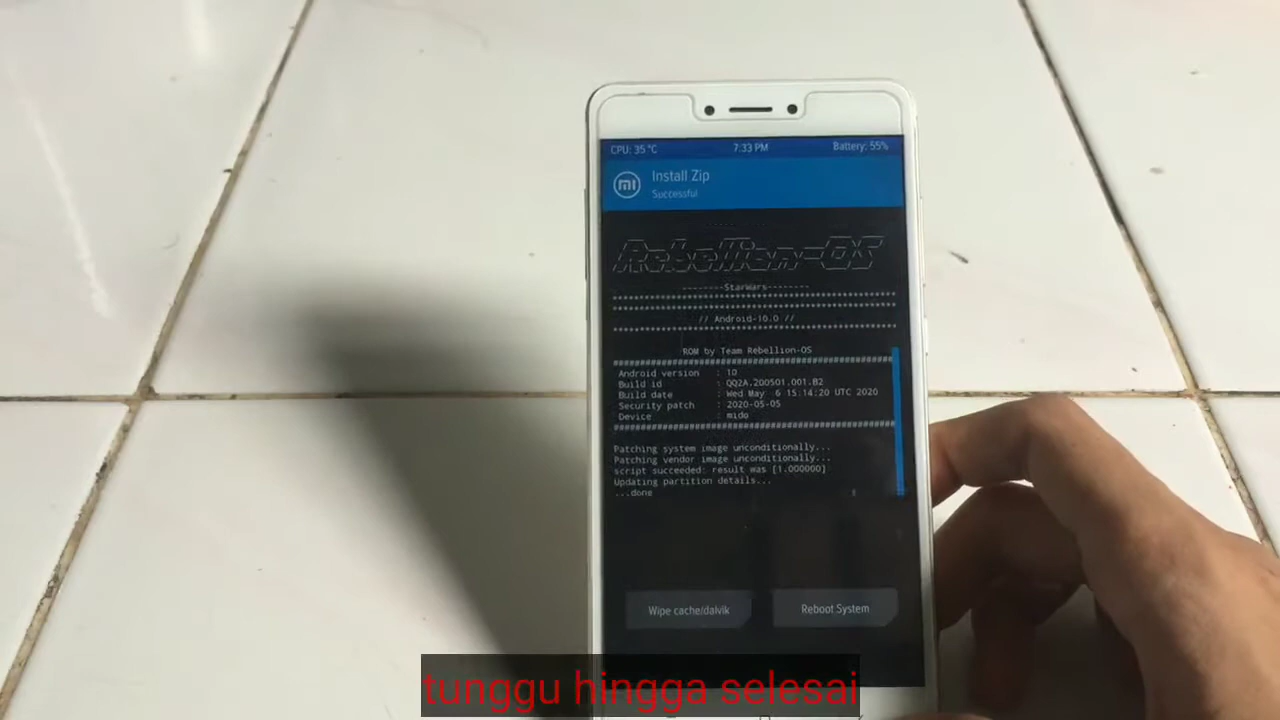 CPU: 35 °C 7:33 PM Battery: 55%
mi Install Zip
Successful
Rebellion-OS
--------StarWars--------
*****************************************************
*****************************************************
// Android-10.0 //
*****************************************************
ROM by Team Rebellion-OS
##################################################
Android version : 10
Build id : QQ2A.200501.001.B2
Build date : Wed May 6 15:14:20 UTC 2020
Security patch : 2020-05-05
Device : mido
##################################################
Patching system image unconditionally...
Patching vendor image unconditionally...
script succeeded: result was [1.000000]
Updating partition details...
...done
Wipe cache/dalvik Reboot System
tunggu hingga selesai